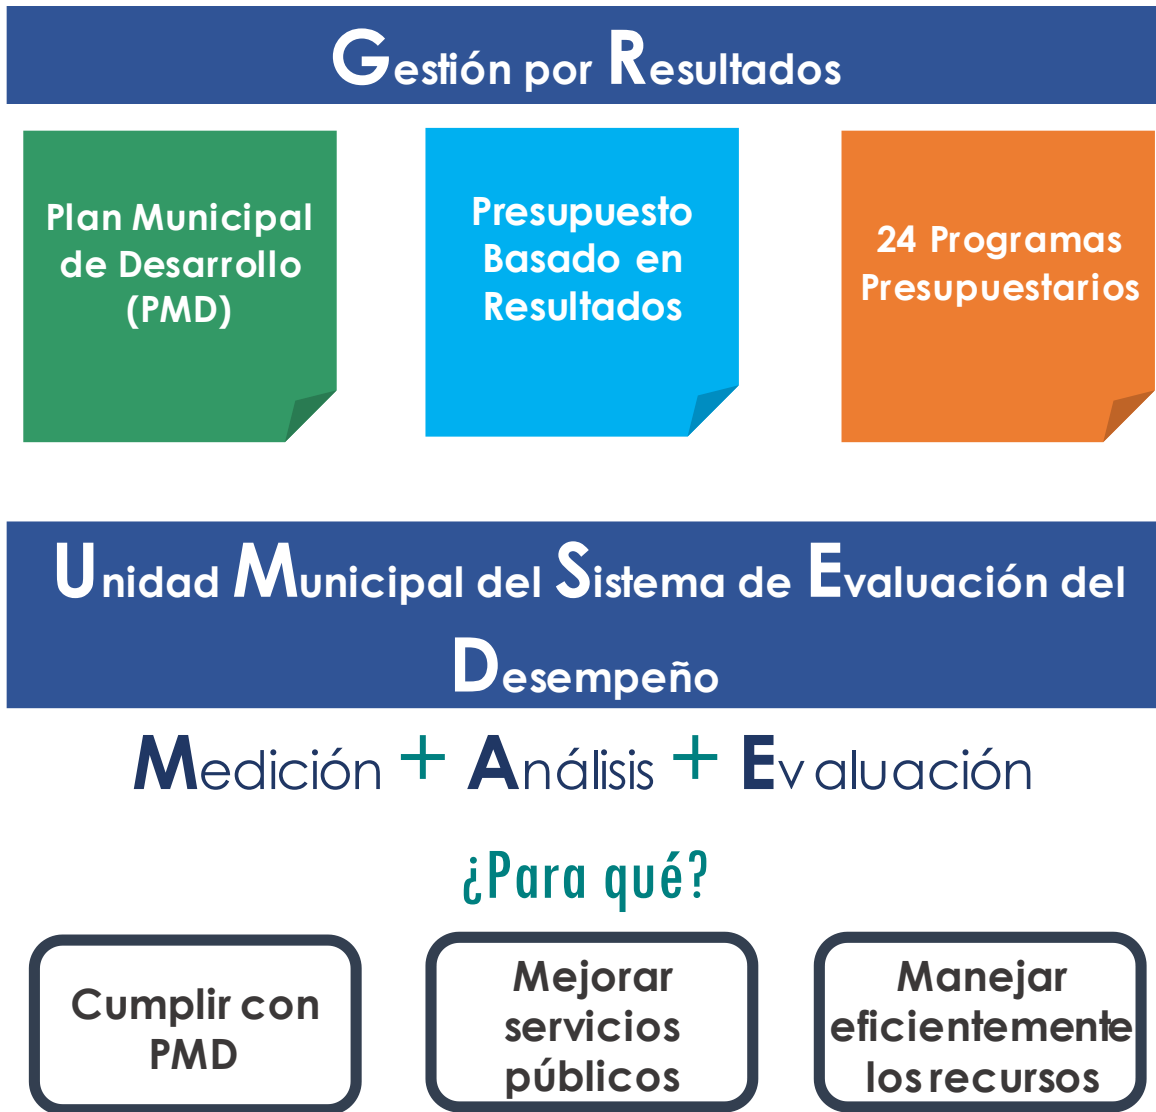 Gestión por Resultados
Plan Municipal
de Desarrollo
(PMD)
Presupuesto
Basado en
Resultados
24 Programas
Presupuestarios
Unidad Municipal del Sistema de Evaluación del
Desempeño
Medición + Análisis + Evaluación
¿Para qué?
Cumplir con
PMD
Mejorar
servicios
públicos
Manejar
eficientemente
los recursos